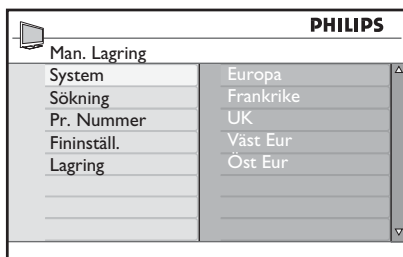 PHILIPS
Man. Lagring
System
Sökning
Pr. Nummer
Fininställ.
Lagring
Europa
Frankrike
UK
Väst Eur
Öst Eur